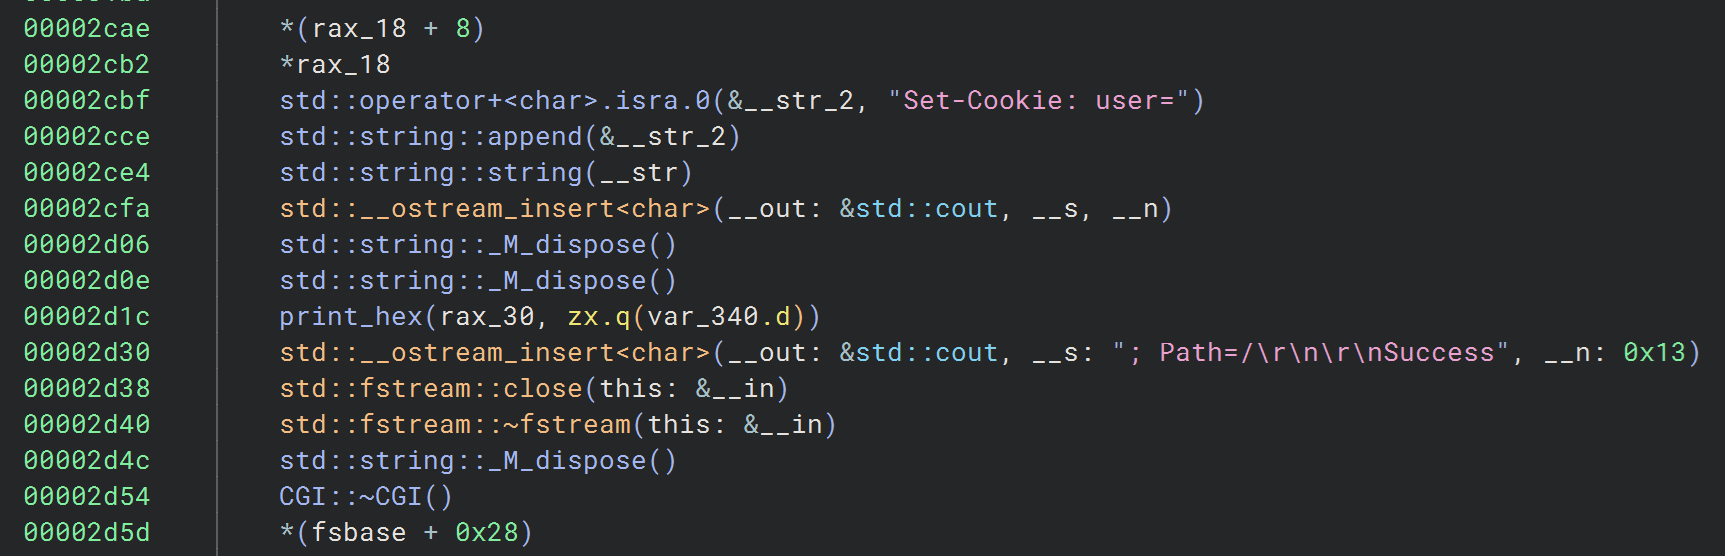 00002cae *(rax_18 + 8)
00002cb2 *rax_18
00002cbf std::operator+<char>.isra.0(&__str_2, "Set-Cookie: user=")
00002cce std::string::append(&__str_2)
00002ce4 std::string::string(__str)
00002cfa std::__ostream_insert<char>(__out: &std::cout, __s, __n)
00002d06 std::string::_M_dispose()
00002d0e std::string::_M_dispose()
00002d1c print_hex(rax_30, zx.q(var_340.d))
00002d30 std::__ostream_insert<char>(__out: &std::cout, __s: "; Path=/\r\n\r\nSuccess", __n: 0x13)
00002d38 std::fstream::close(this: &__in)
00002d40 std::fstream::~fstream(this: &__in)
00002d4c std::string::_M_dispose()
00002d54 CGI::~CGI()
00002d5d *(fsbase + 0x28)